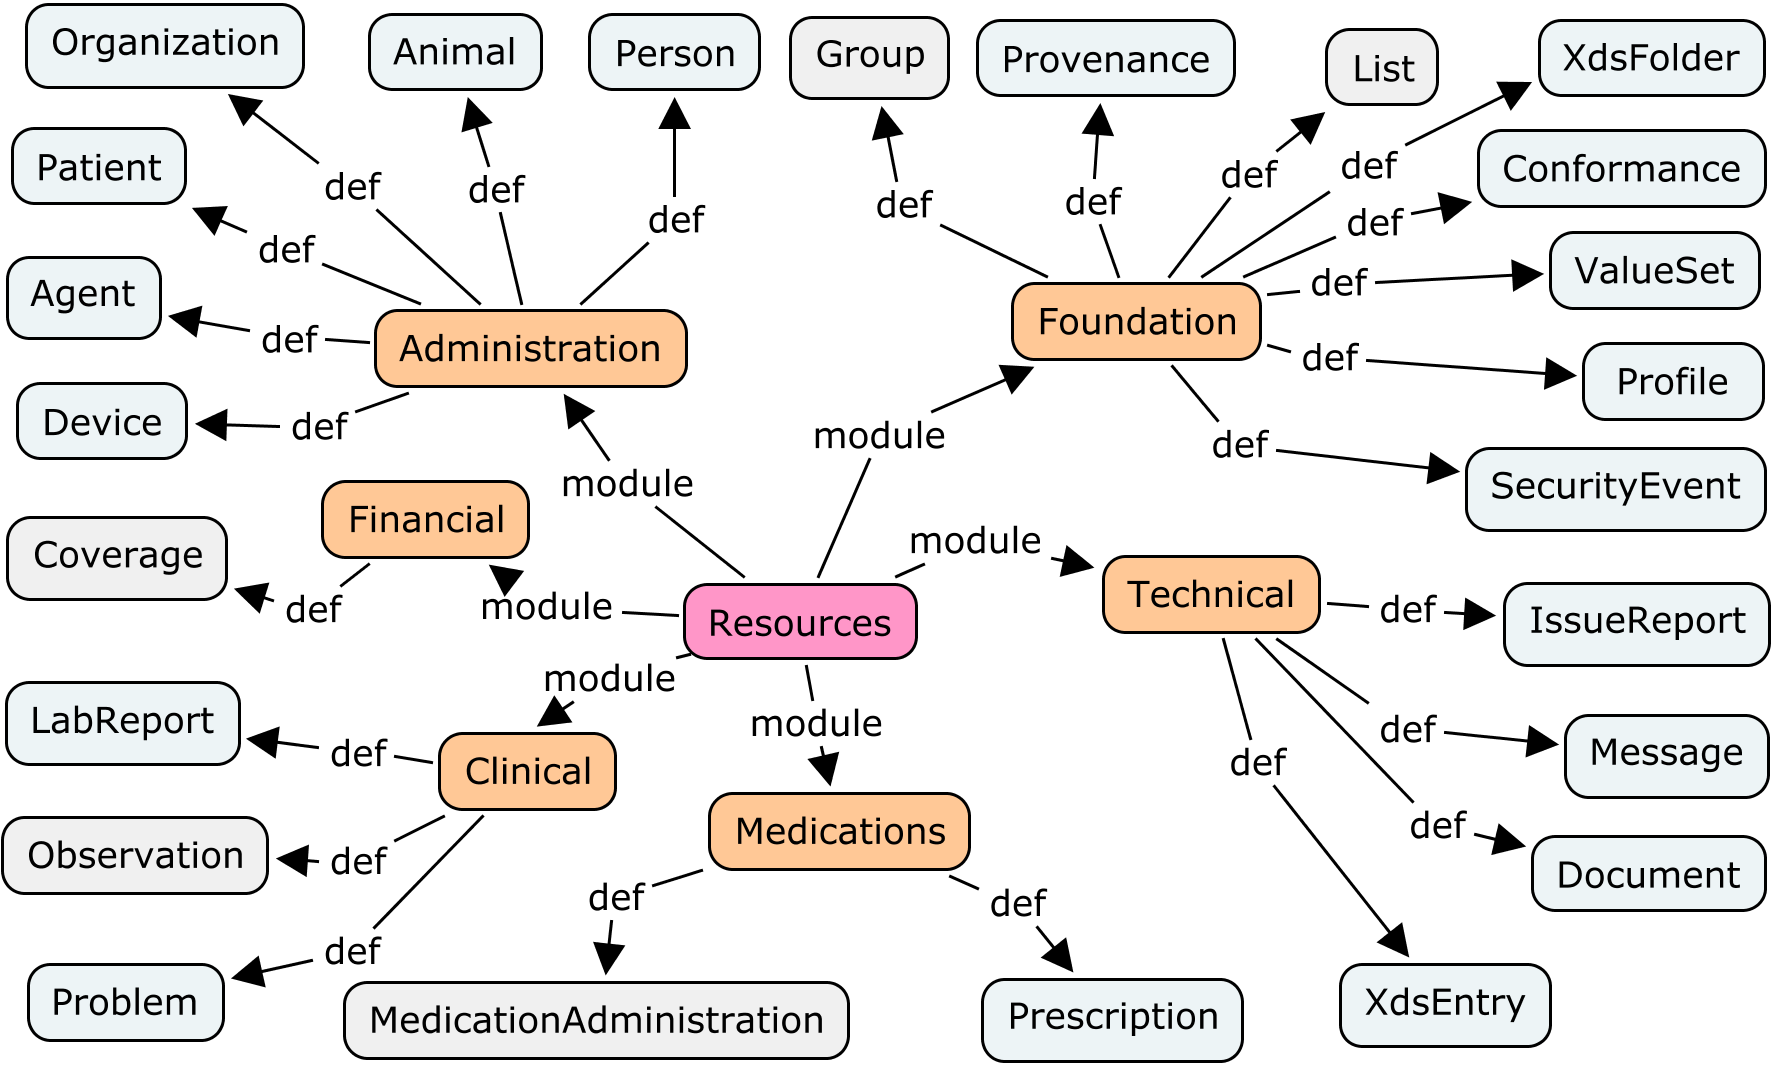 Organization
Animal
Person
Group
Provenance
List
XdsFolder
Patient
def
def
def
def
def
def
def
Conformance
def
def
Agent
def
ValueSet
def
Administration
Foundation
def
Profile
Device
def
module
def
SecurityEvent
Financial
module
module
Coverage
def
module
Resources
Technical
def
IssueReport
module
LabReport
def
Clinical
module
def
Message
def
Observation
def
Medications
def
Document
Problem
def
def
def
MedicationAdministration
Prescription
XdsEntry